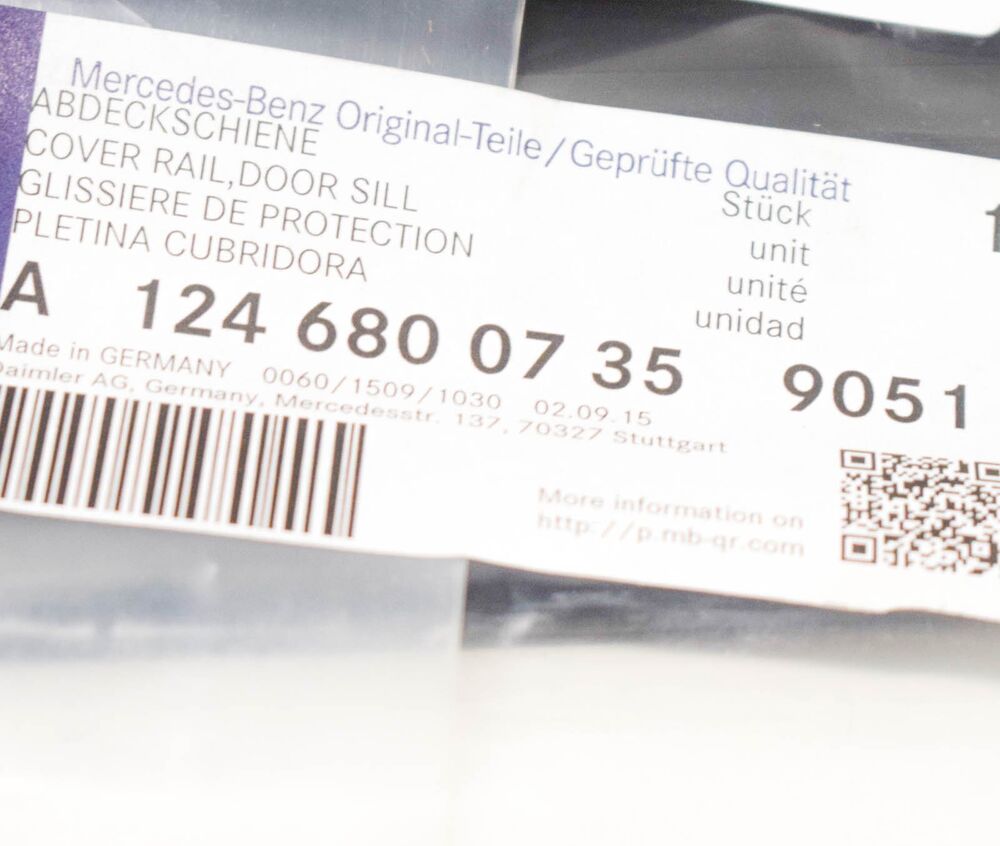 Mercedes-Benz Original-Teile/Geprüfte Qualität
ABDECKSCHIENE
COVER RAIL,DOOR SILL
GLISSIERE DE PROTECTION
PLETINA CUBRIDORA
Stück 1
unit
unité
unidad
A 124 680 07 35 9051
Made in GERMANY 0060/1509/1030 02.09.15
Daimler AG, Germany, Mercedesstr. 137, 70327 Stuttgart
More information on
http://p.mb-qr.com